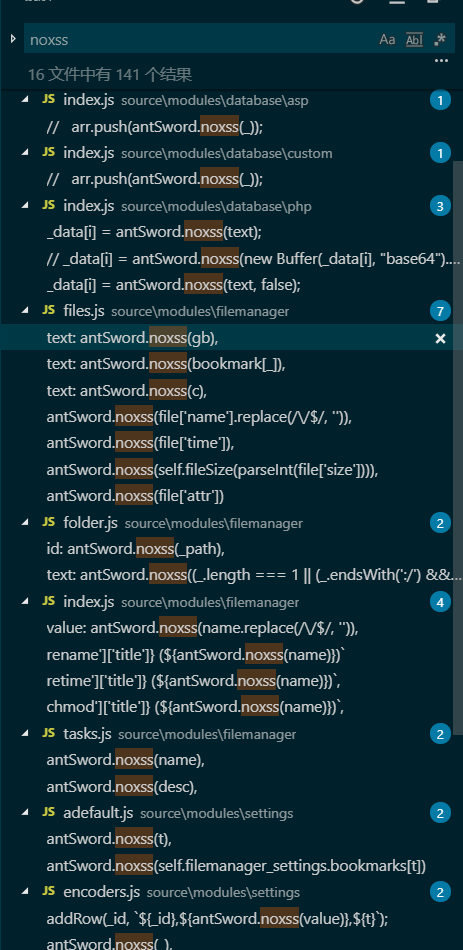 noxss
Aa Abl .*
16 文件中有 141 个结果
JS index.js source\modules\database\asp 1
// arr.push(antSword.noxss(_));
JS index.js source\modules\database\custom 1
// arr.push(antSword.noxss(_));
JS index.js source\modules\database\php 3
_data[i] = antSword.noxss(text);
// _data[i] = antSword.noxss(new Buffer(_data[i], "base64")....
_data[i] = antSword.noxss(text, false);
JS files.js source\modules\filemanager 7
text: antSword.noxss(gb),
text: antSword.noxss(bookmark[_]),
text: antSword.noxss(c),
antSword.noxss(file['name'].replace(/\/$/, '')),
antSword.noxss(file['time']),
antSword.noxss(self.fileSize(parseInt(file['size']))),
antSword.noxss(file['attr'])
JS folder.js source\modules\filemanager 2
id: antSword.noxss(_path),
text: antSword.noxss((_.length === 1 || (_.endsWith(':/') &&...
JS index.js source\modules\filemanager 4
value: antSword.noxss(name.replace(/\/$/, '')),
rename']['title']} (${antSword.noxss(name)})`
retime']['title']} (${antSword.noxss(name)})`,
chmod']['title']} (${antSword.noxss(name)})`,
JS tasks.js source\modules\filemanager 2
antSword.noxss(name),
antSword.noxss(desc),
JS adefault.js source\modules\settings 2
antSword.noxss(t),
antSword.noxss(self.filemanager_settings.bookmarks[t])
JS encoders.js source\modules\settings 2
addRow(_id, `${_id},${antSword.noxss(value)},${t}`);
antSword.noxss(_),